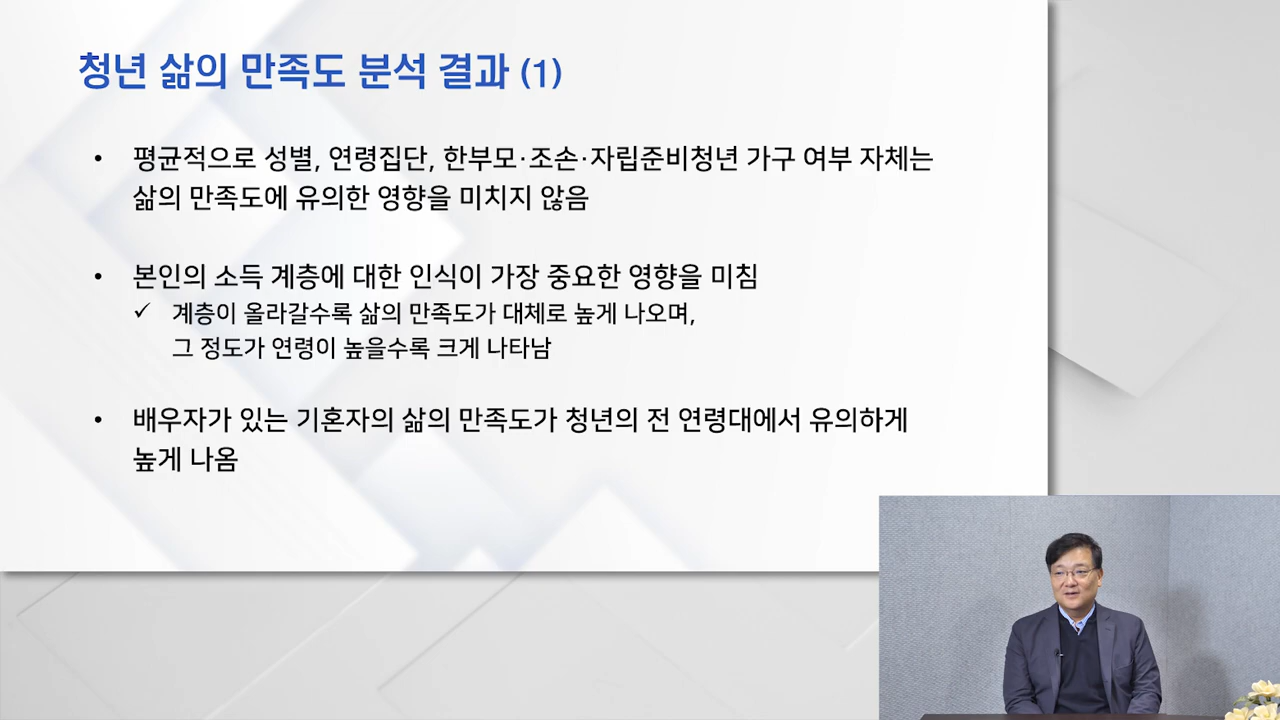 청년 삶의 만족도 분석 결과 (1)
• 평균적으로 성별, 연령집단, 한부모·조손·자립준비청년 가구 여부 자체는
삶의 만족도에 유의한 영향을 미치지 않음
• 본인의 소득 계층에 대한 인식이 가장 중요한 영향을 미침
✓ 계층이 올라갈수록 삶의 만족도가 대체로 높게 나오며,
그 정도가 연령이 높을수록 크게 나타남
• 배우자가 있는 기혼자의 삶의 만족도가 청년의 전 연령대에서 유의하게
높게 나옴